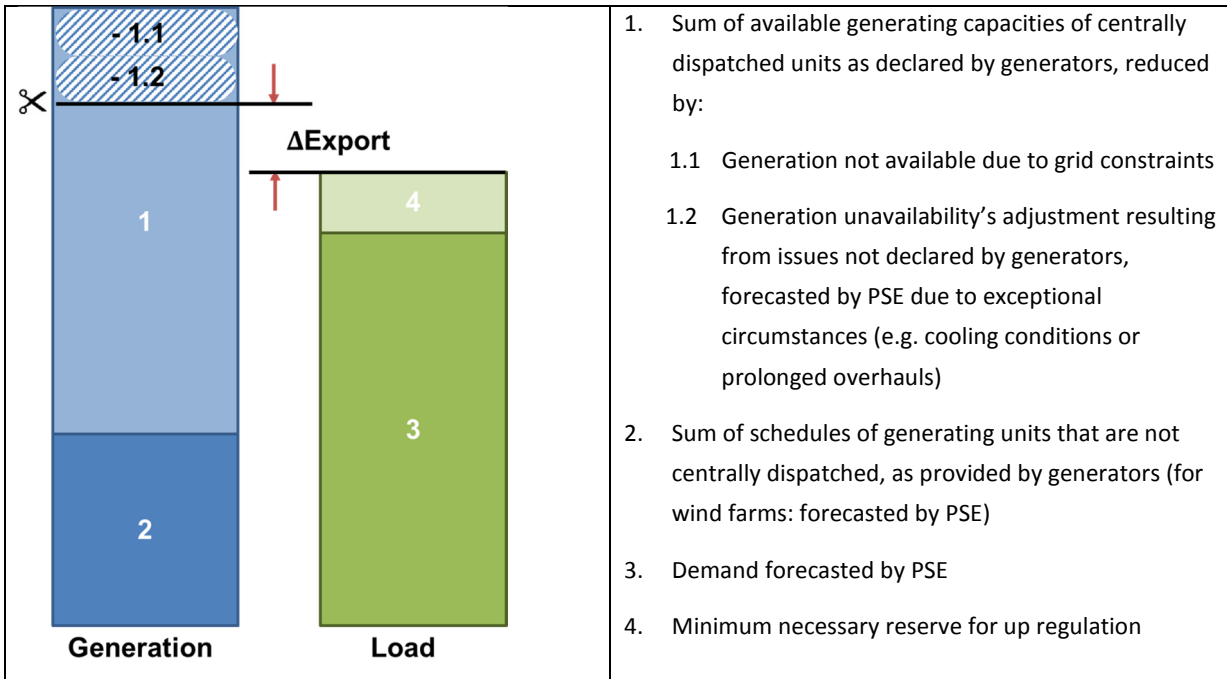 - 1.1
- 1.2
ΔExport
1
4
3
2
Generation
Load
1. Sum of available generating capacities of centrally
dispatched units as declared by generators, reduced
by:
1.1 Generation not available due to grid constraints
1.2 Generation unavailability’s adjustment resulting
from issues not declared by generators,
forecasted by PSE due to exceptional
circumstances (e.g. cooling conditions or
prolonged overhauls)
2. Sum of schedules of generating units that are not
centrally dispatched, as provided by generators (for
wind farms: forecasted by PSE)
3. Demand forecasted by PSE
4. Minimum necessary reserve for up regulation